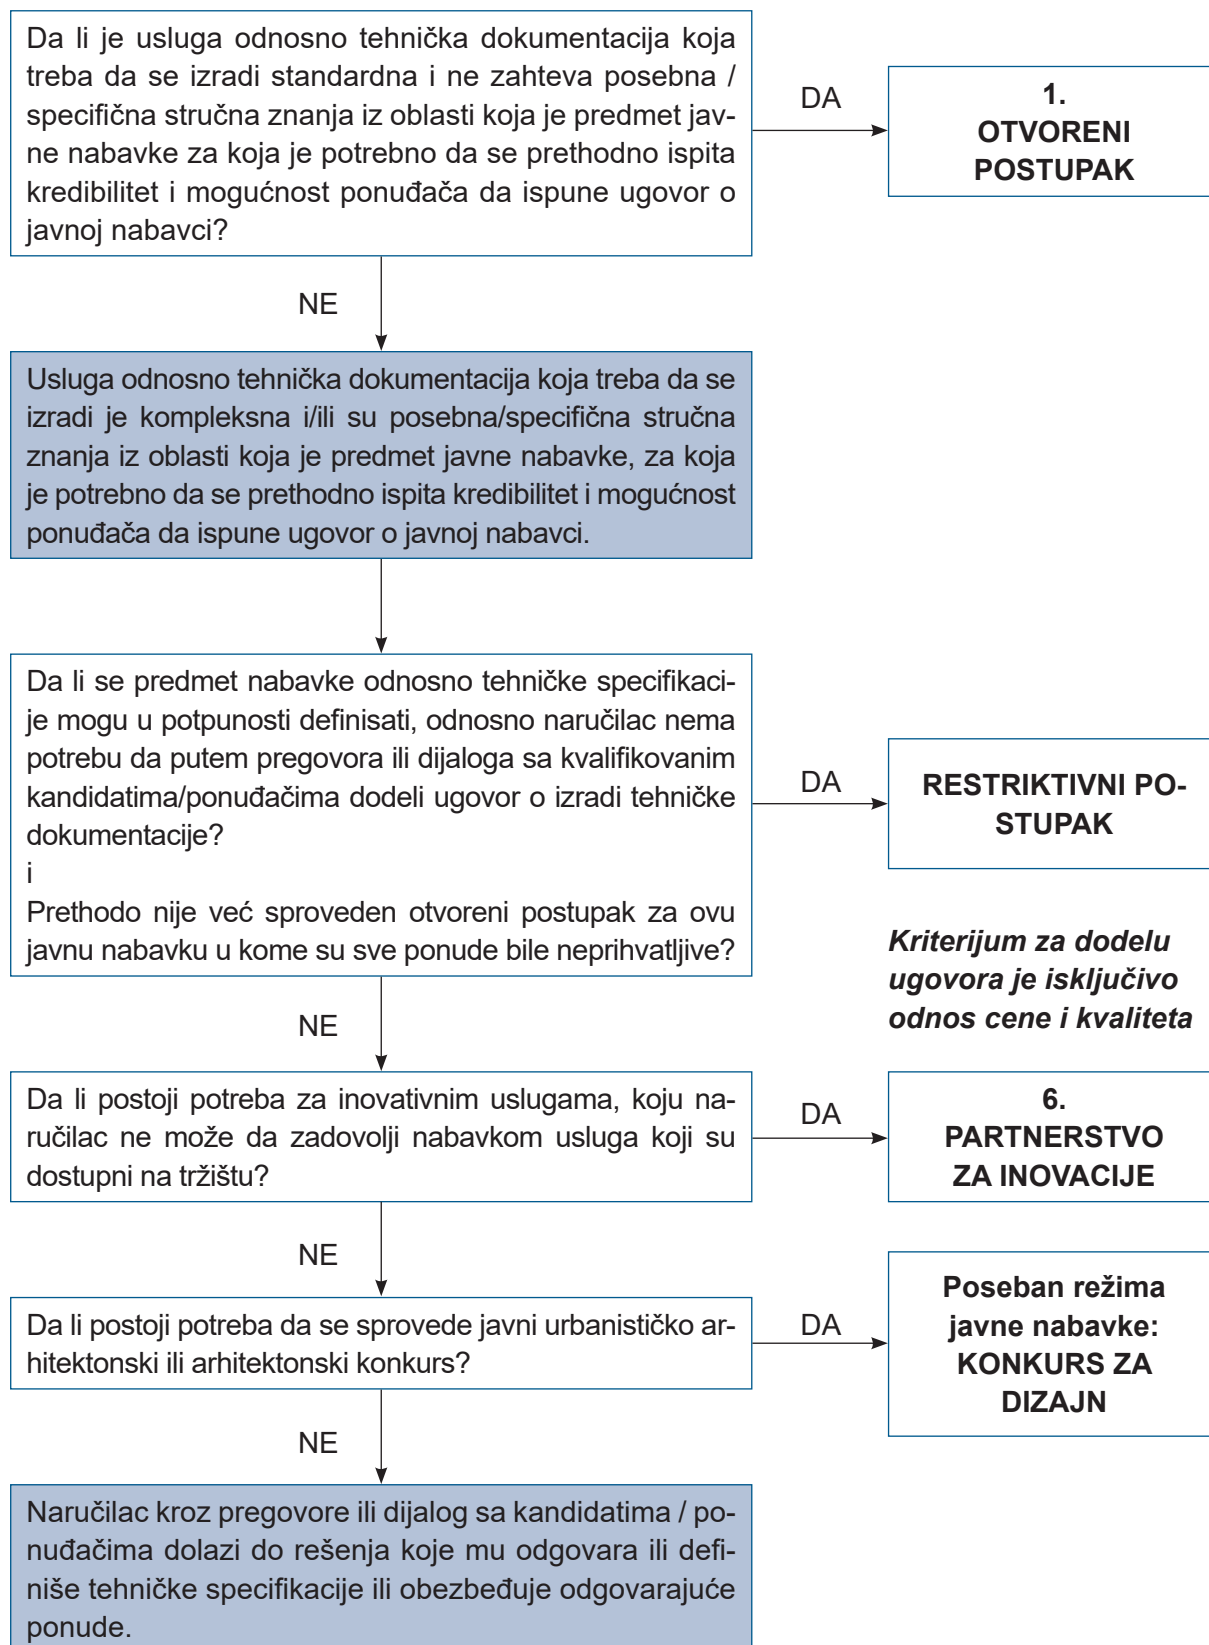 Da li je usluga odnosno tehnička dokumentacija koja
treba da se izradi standardna i ne zahteva posebna /
specifična stručna znanja iz oblasti koja je predmet jav-
ne nabavke za koja je potrebno da se prethodno ispita
kredibilitet i mogućnost ponuđača da ispune ugovor o
javnoj nabavci?
DA
1.
OTVORENI
POSTUPAK
NE
Usluga odnosno tehnička dokumentacija koja treba da se
izradi je kompleksna i/ili su posebna/specifična stručna
znanja iz oblasti koja je predmet javne nabavke, za koja
je potrebno da se prethodno ispita kredibilitet i mogućnost
ponuđača da ispune ugovor o javnoj nabavci.
Da li se predmet nabavke odnosno tehničke specifikaci-
je mogu u potpunosti definisati, odnosno naručilac nema
potrebu da putem pregovora ili dijaloga sa kvalifikovanim
kandidatima/ponuđačima dodeli ugovor o izradi tehničke
dokumentacije?
i
Prethodo nije već sproveden otvoreni postupak za ovu
javnu nabavku u kome su sve ponude bile neprihvatljive?
DA
RESTRIKTIVNI PO-
STUPAK
Kriterijum za dodelu
ugovora je isključivo
odnos cene i kvaliteta
NE
Da li postoji potreba za inovativnim uslugama, koju na-
ručilac ne može da zadovolji nabavkom usluga koji su
dostupni na tržištu?
DA
6.
PARTNERSTVO
ZA INOVACIJE
NE
Da li postoji potreba da se sprovede javni urbanističko ar-
hitektonski ili arhitektonski konkurs?
DA
Poseban režima
javne nabavke:
KONKURS ZA
DIZAJN
NE
Naručilac kroz pregovore ili dijalog sa kandidatima / po-
nuđačima dolazi do rešenja koje mu odgovara ili defi-
niše tehničke specifikacije ili obezbeđuje odgovarajuće
ponude.